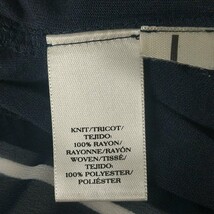 KNIT/TRICOT/
TEJIDO:
100% RAYON/
RAYONNE/RAYÓN
WOVEN/TISSÉ/
TEJIDO:
100% POLYESTER/
POLIÉSTER